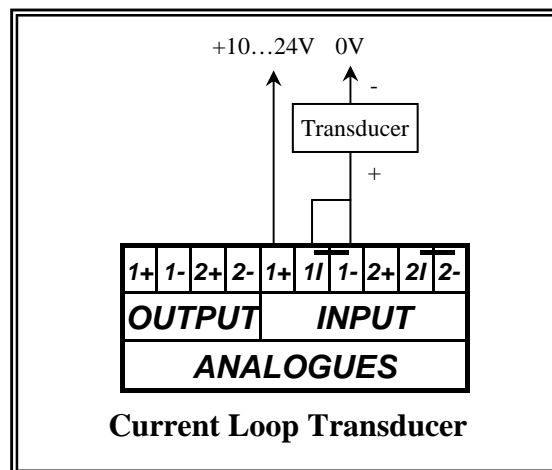 +10…24V 0V
-
Transducer
+
1+ 1- 2+ 2- 1+ 1I 1- 2+ 2I 2-
OUTPUT INPUT
ANALOGUES
Current Loop Transducer